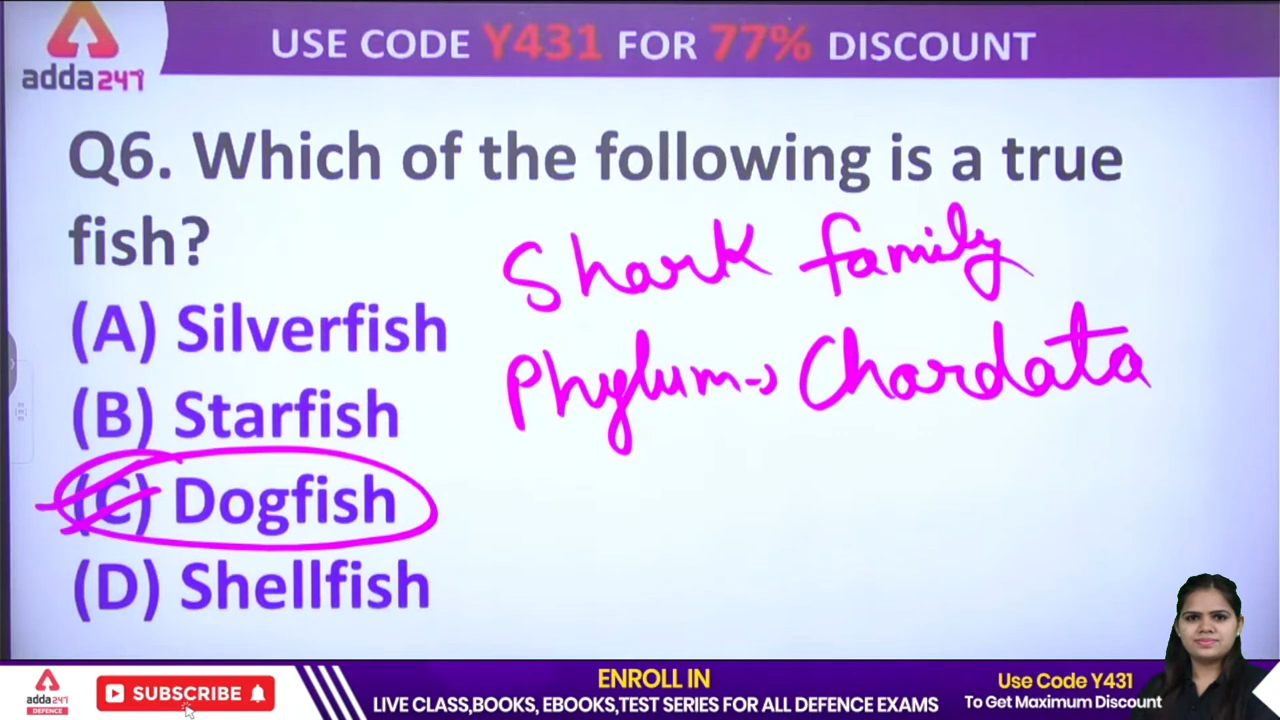 USE CODE Y431 FOR 77% DISCOUNT
adda247
Q6. Which of the following is a true
fish?
Shark family
(A) Silverfish
Phylum-> Chordata
(B) Starfish
(C) Dogfish
(D) Shellfish
ENROLL IN
LIVE CLASS,BOOKS, EBOOKS,TEST SERIES FOR ALL DEFENCE EXAMS
adda247
DEFENCE
SUBSCRIBE
Use Code Y431
To Get Maximum Discount